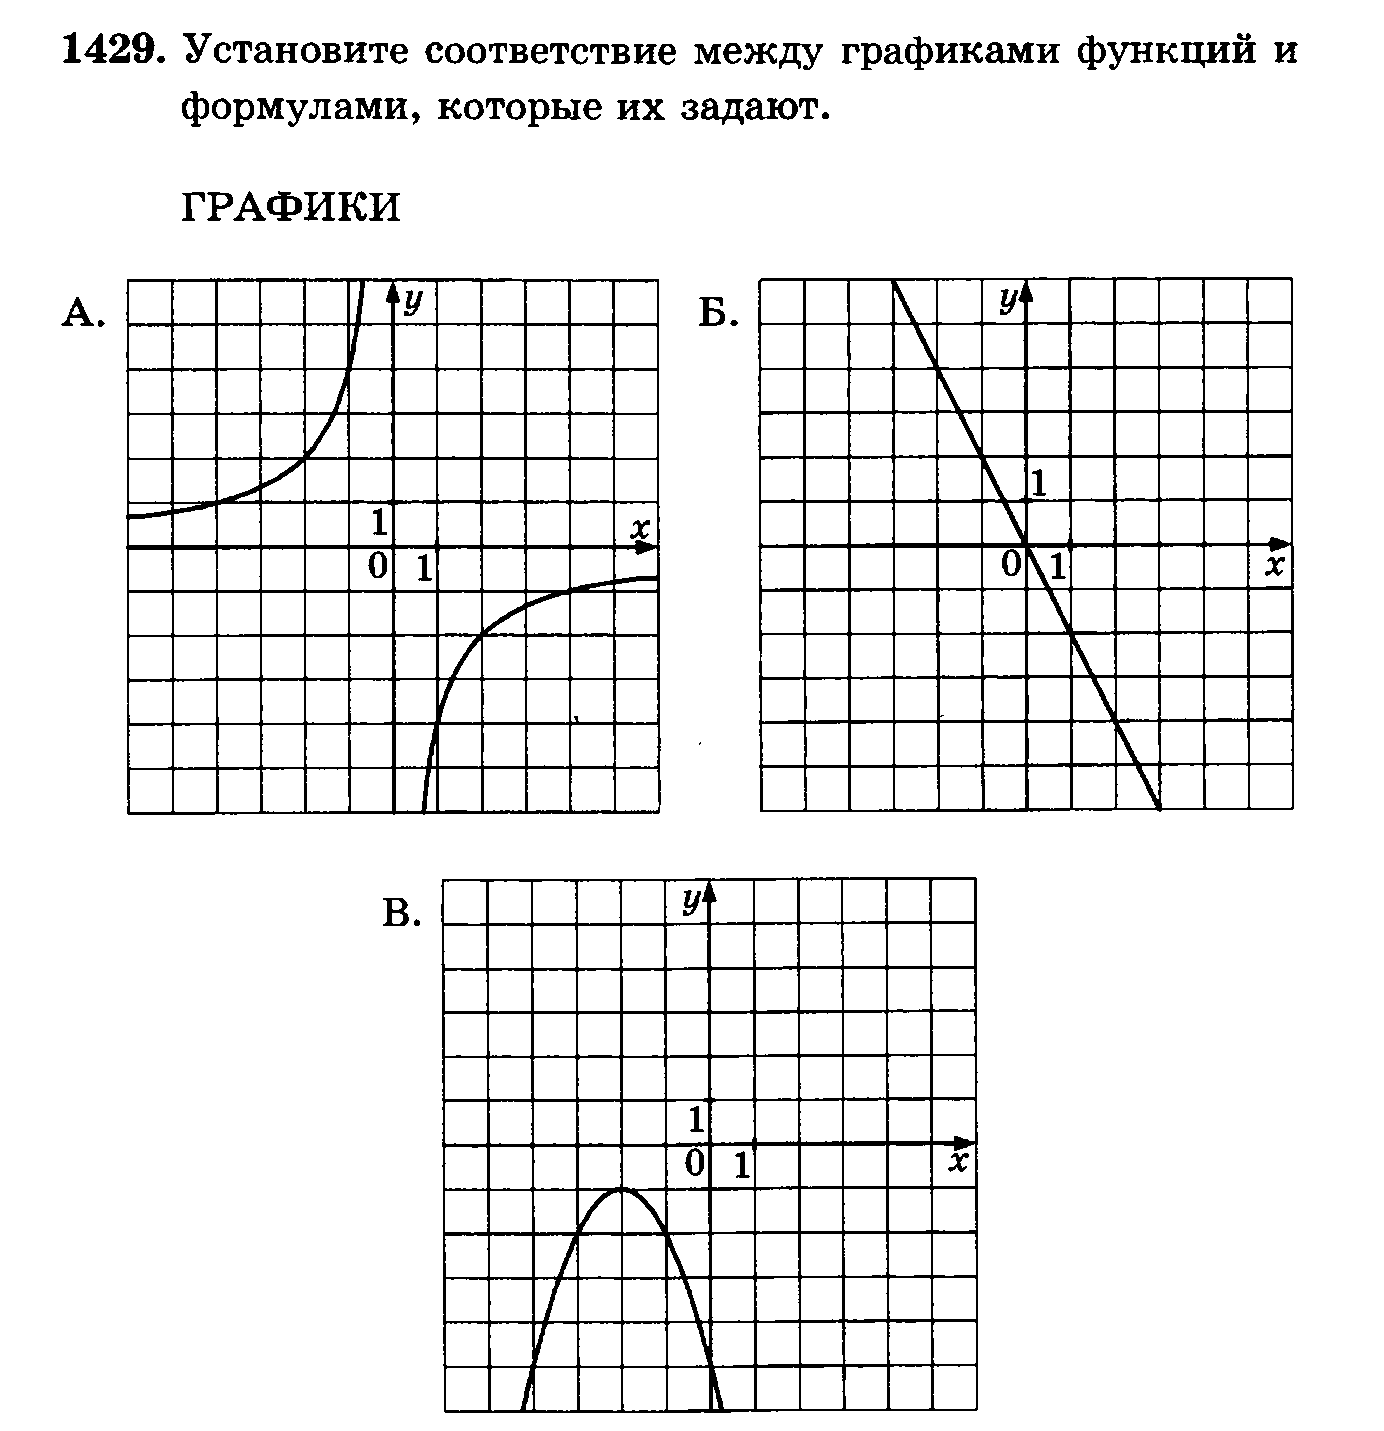 1429. Установите соответствие между графиками функций и
формулами, которые их задают.
ГРАФИКИ
А.
y
1
x
0
1
Б.
y
1
0
1
x
В.
y
1
0
1
x